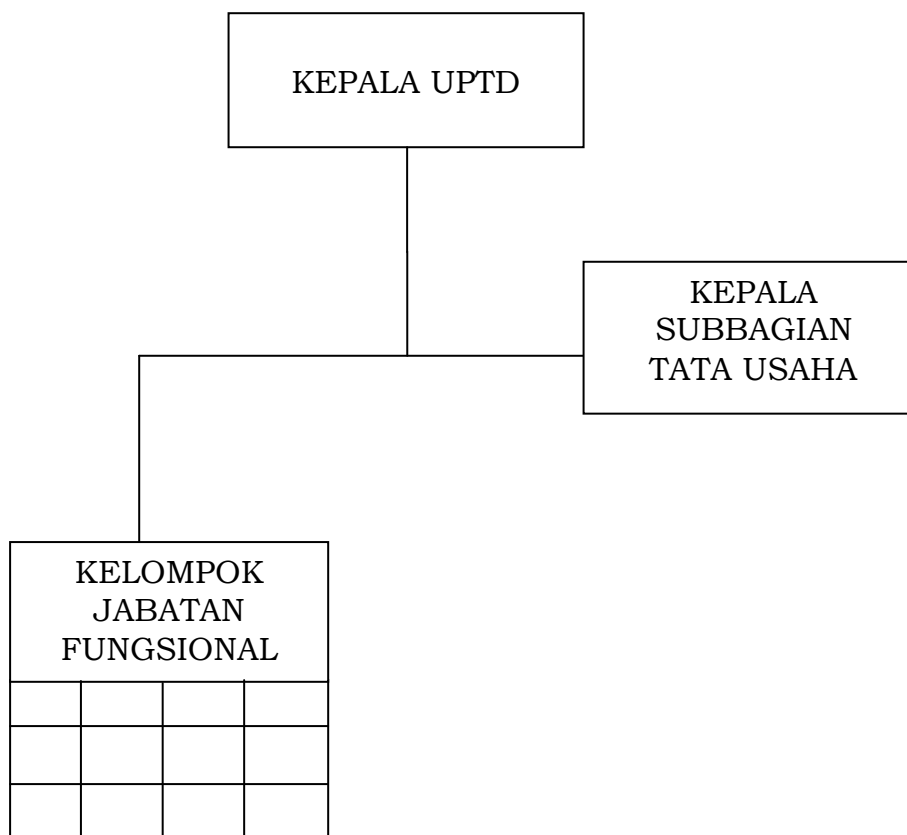 KEPALA UPTD
KEPALA
SUBBAGIAN
TATA USAHA
KELOMPOK
JABATAN
FUNGSIONAL